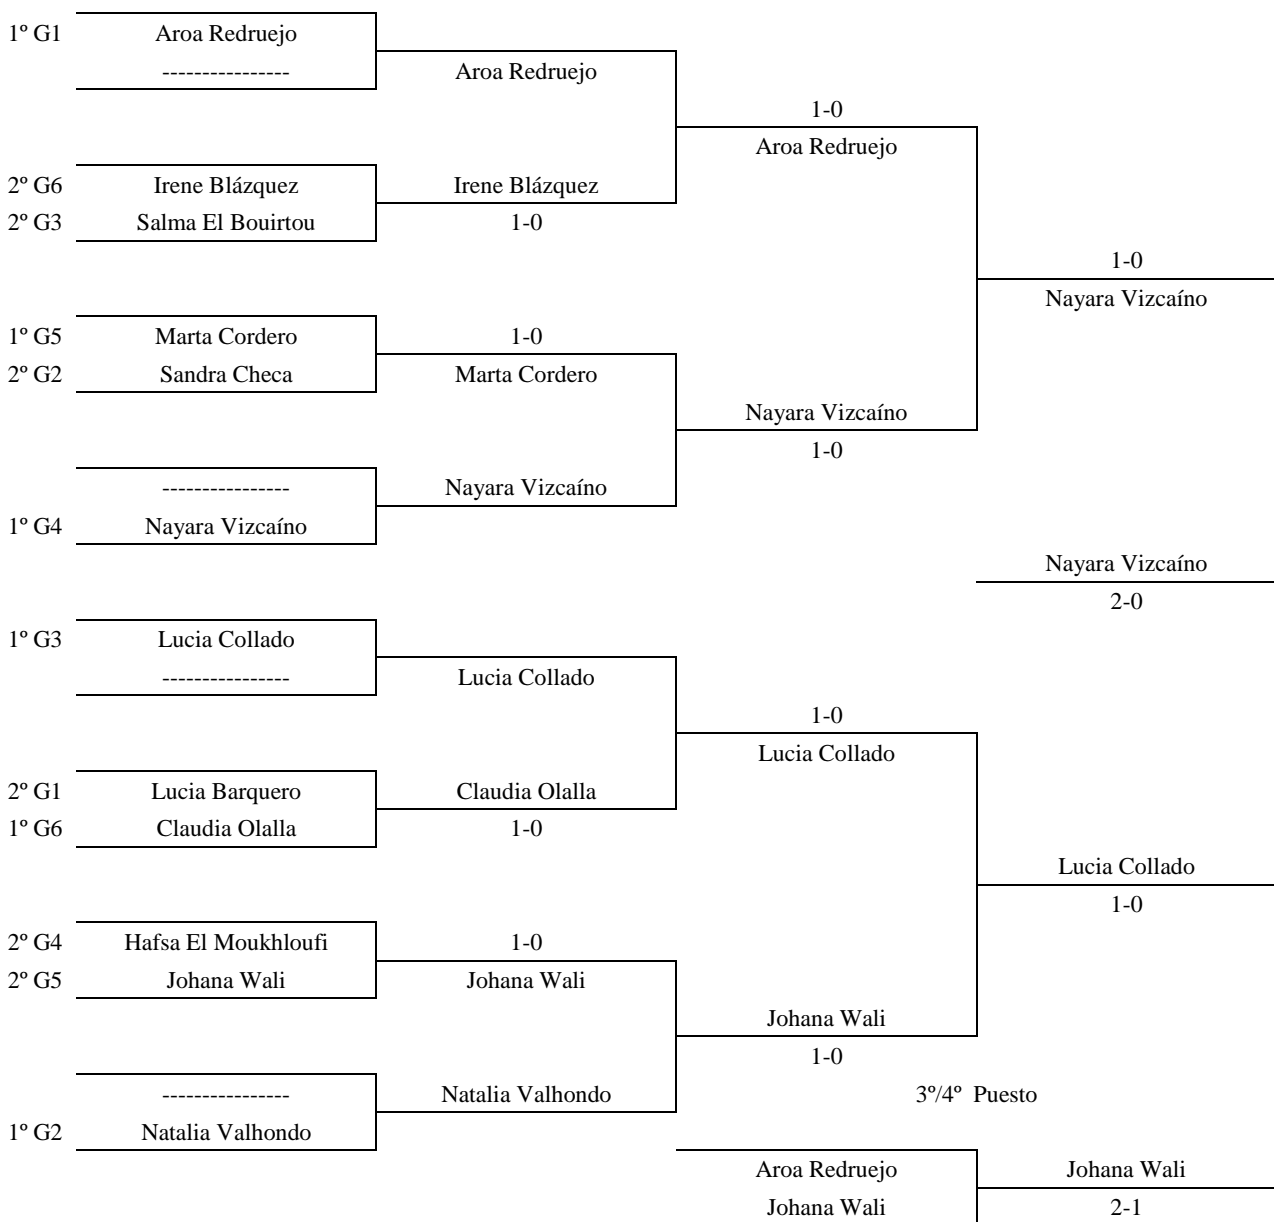 1º G1 Aroa Redruejo
---------------- Aroa Redruejo
1-0
Aroa Redruejo
2º G6 Irene Blázquez Irene Blázquez
2º G3 Salma El Bouirtou 1-0
1-0
Nayara Vizcaíno
1º G5 Marta Cordero 1-0
2º G2 Sandra Checa Marta Cordero
Nayara Vizcaíno
1-0
---------------- Nayara Vizcaíno
1º G4 Nayara Vizcaíno
Nayara Vizcaíno
2-0
1º G3 Lucia Collado
---------------- Lucia Collado
1-0
Lucia Collado
2º G1 Lucia Barquero Claudia Olalla
1º G6 Claudia Olalla 1-0
Lucia Collado
1-0
2º G4 Hafsa El Moukhloufi 1-0
2º G5 Johana Wali Johana Wali
Johana Wali
1-0
---------------- Natalia Valhondo 3º/4º Puesto
1º G2 Natalia Valhondo
Aroa Redruejo Johana Wali
Johana Wali 2-1